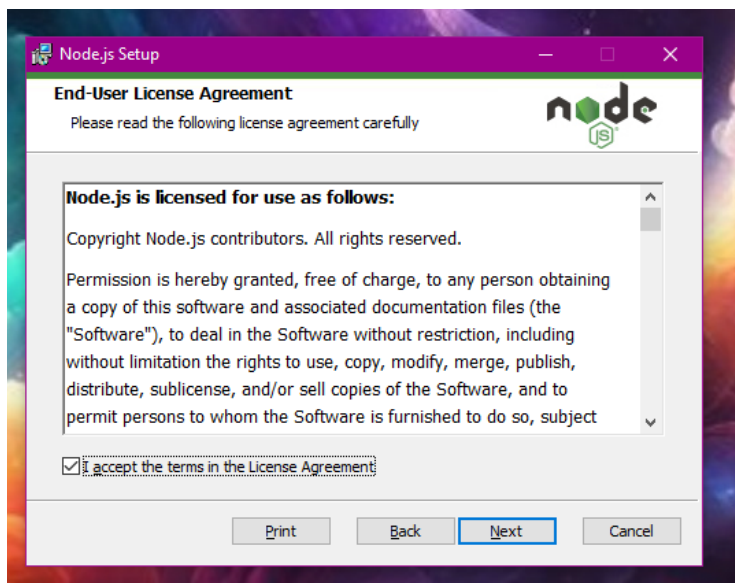 Node.js Setup
End-User License Agreement
Please read the following license agreement carefully
node
JS
Node.js is licensed for use as follows:
Copyright Node.js contributors. All rights reserved.
Permission is hereby granted, free of charge, to any person obtaining
a copy of this software and associated documentation files (the
"Software"), to deal in the Software without restriction, including
without limitation the rights to use, copy, modify, merge, publish,
distribute, sublicense, and/or sell copies of the Software, and to
permit persons to whom the Software is furnished to do so, subject
I accept the terms in the License Agreement
Print Back Next Cancel